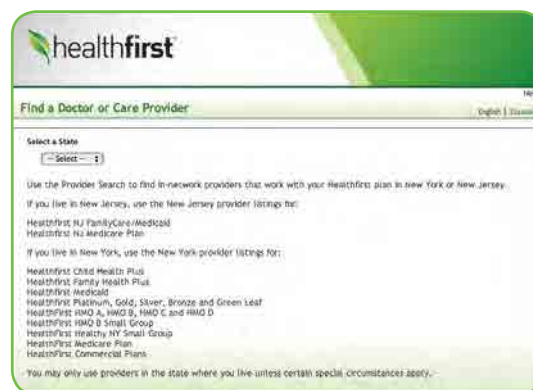 healthfirst
Find a Doctor or Care Provider
English |
Select a State
-- Select --
Use the Provider Search to find in-network providers that work with your Healthfirst plan in New York or New Jersey.
If you live in New Jersey, use the New Jersey provider listings for:
Healthfirst NJ FamilyCare/Medicaid
Healthfirst NJ Medicare Plan
If you live in New York, use the New York provider listings for:
Healthfirst Child Health Plus
Healthfirst Family Health Plus
Healthfirst Medicaid
Healthfirst Platinum, Gold, Silver, Bronze and Green Leaf
Healthfirst HMO A, HMO B, HMO C and HMO D
Healthfirst HMO B Small Group
Healthfirst Healthy NY Small Group
Healthfirst Medicare Plan
Healthfirst Commercial Plans
You may only use providers in the state where you live unless certain special circumstances apply.